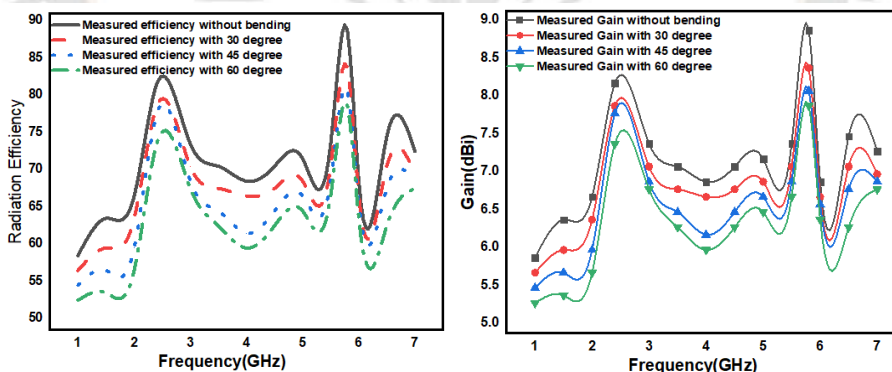 90
85
80
75
70
65
60
55
50
Radiation Efficiency
Measured efficiency without bending
Measured efficiency with 30 degree
Measured efficiency with 45 degree
Measured efficiency with 60 degree
1 2 3 4 5 6 7
Frequency(GHz)
9.0
8.5
8.0
7.5
7.0
6.5
6.0
5.5
5.0
Gain(dBi)
Measured Gain without bending
Measured Gain with 30 degree
Measured Gain with 45 degree
Measured Gain with 60 degree
1 2 3 4 5 6 7
Frequency(GHz)